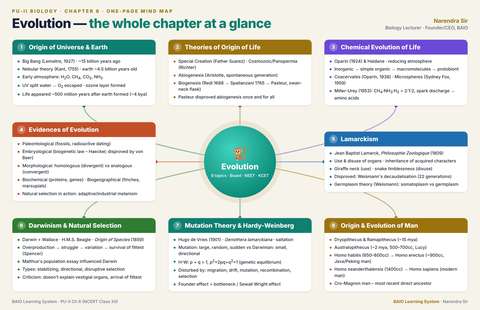 PU-II BIOLOGY · CHAPTER 6 · ONE-PAGE MIND MAP
Evolution — the whole chapter at a glance
Narendra Sir
Biology Lecturer · Founder/CEO, BAIO
1 Origin of Universe & Earth
Big Bang (Lemaitre, 1927) · ~15 billion years ago
Nebular theory (Kant, 1755) · earth ~4.5 billion years old
Early atmosphere: H₂O, CH₄, CO₂, NH₃
UV split water → O₂ escaped · ozone layer formed
Life appeared ~500 million years after earth formed (~4 bya)
2 Theories of Origin of Life
Special Creation (Father Suarez) · Cosmozoic/Panspermia
(Richter)
Abiogenesis (Aristotle, spontaneous generation)
Biogenesis (Redi 1668 → Spallanzani 1765 → Pasteur, swan-
neck flask)
Pasteur disproved abiogenesis once and for all
3 Chemical Evolution of Life
Oparin (1924) & Haldane · reducing atmosphere
Inorganic → simple organic → macromolecules → protobiont
Coacervates (Oparin, 1938) · Microspheres (Sydney Fox,
1959)
Miller-Urey (1953): CH₄:NH₃:H₂ = 2:1:2, spark discharge →
amino acids
4 Evidences of Evolution
Paleontological (fossils, radioactive dating)
Embryological (biogenetic law – Haeckel; disproved by von
Baer)
Morphological: homologous (divergent) vs analogous
(convergent)
Biochemical (proteins, genes) · Biogeographical (finches,
marsupials)
Natural selection in action: adaptive/industrial melanism
Evolution
8 topics · Board · NEET · KCET
5 Lamarckism
Jean Baptist Lamarck, Philosophie Zoologique (1809)
Use & disuse of organs · inheritance of acquired characters
Giraffe neck (use) · snake limblessness (disuse)
Disproved: Weismann's decaudalisation (22 generations)
Germplasm theory (Weismann): somatoplasm vs germplasm
6 Darwinism & Natural Selection
Darwin + Wallace · H.M.S. Beagle · Origin of Species (1859)
Overproduction → struggle → variation → survival of fittest
(Spencer)
Malthus's population essay influenced Darwin
Types: stabilizing, directional, disruptive selection
Criticism: doesn't explain vestigial organs, arrival of fittest
7 Mutation Theory & Hardy-Weinberg
Hugo de Vries (1901) · Oenothera lamarckiana · saltation
Mutation: large, random, sudden vs Darwinian: small,
directional
H-W: p + q = 1, p²+2pq+q²=1 (genetic equilibrium)
Disturbed by: migration, drift, mutation, recombination,
selection
Founder effect + bottleneck / Sewall Wright effect
8 Origin & Evolution of Man
Dryopithecus & Ramapithecus (~15 mya)
Australopithecus (~2 mya, 500-700cc, Lucy)
Homo habilis (650-800cc) → Homo erectus (~900cc,
Java/Peking man)
Homo neanderthalensis (1400cc) → Homo sapiens (modern
man)
Cro-Magnon man – most recent direct ancestor
BAIO Learning System · PU-II Ch 6 (NCERT Class XII)
BAIO Learning System · Narendra Sir